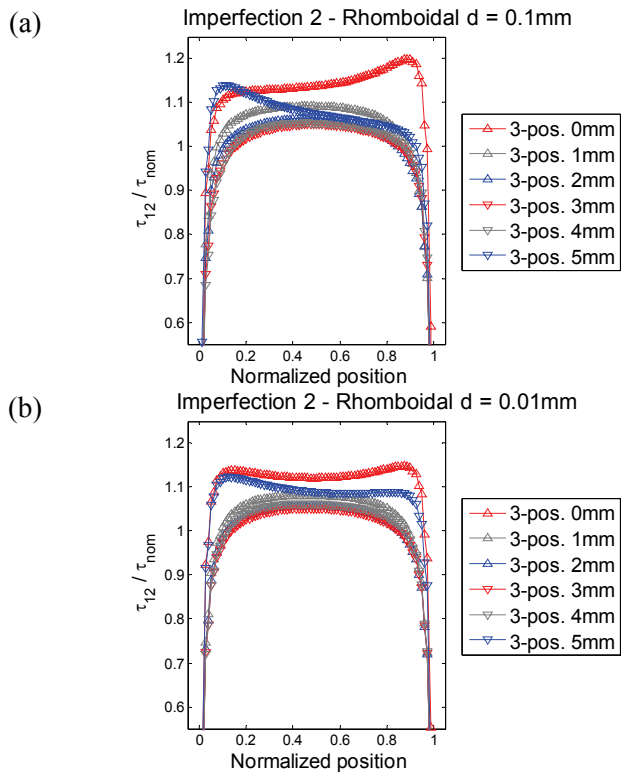 (a)
Imperfection 2 - Rhomboidal d = 0.1mm
τ12 / τnom
1.2
1.1
1
0.9
0.8
0.7
0.6
0 0.2 0.4 0.6 0.8 1
Normalized position
3-pos. 0mm
3-pos. 1mm
3-pos. 2mm
3-pos. 3mm
3-pos. 4mm
3-pos. 5mm
(b)
Imperfection 2 - Rhomboidal d = 0.01mm
τ12 / τnom
1.2
1.1
1
0.9
0.8
0.7
0.6
0 0.2 0.4 0.6 0.8 1
Normalized position
3-pos. 0mm
3-pos. 1mm
3-pos. 2mm
3-pos. 3mm
3-pos. 4mm
3-pos. 5mm